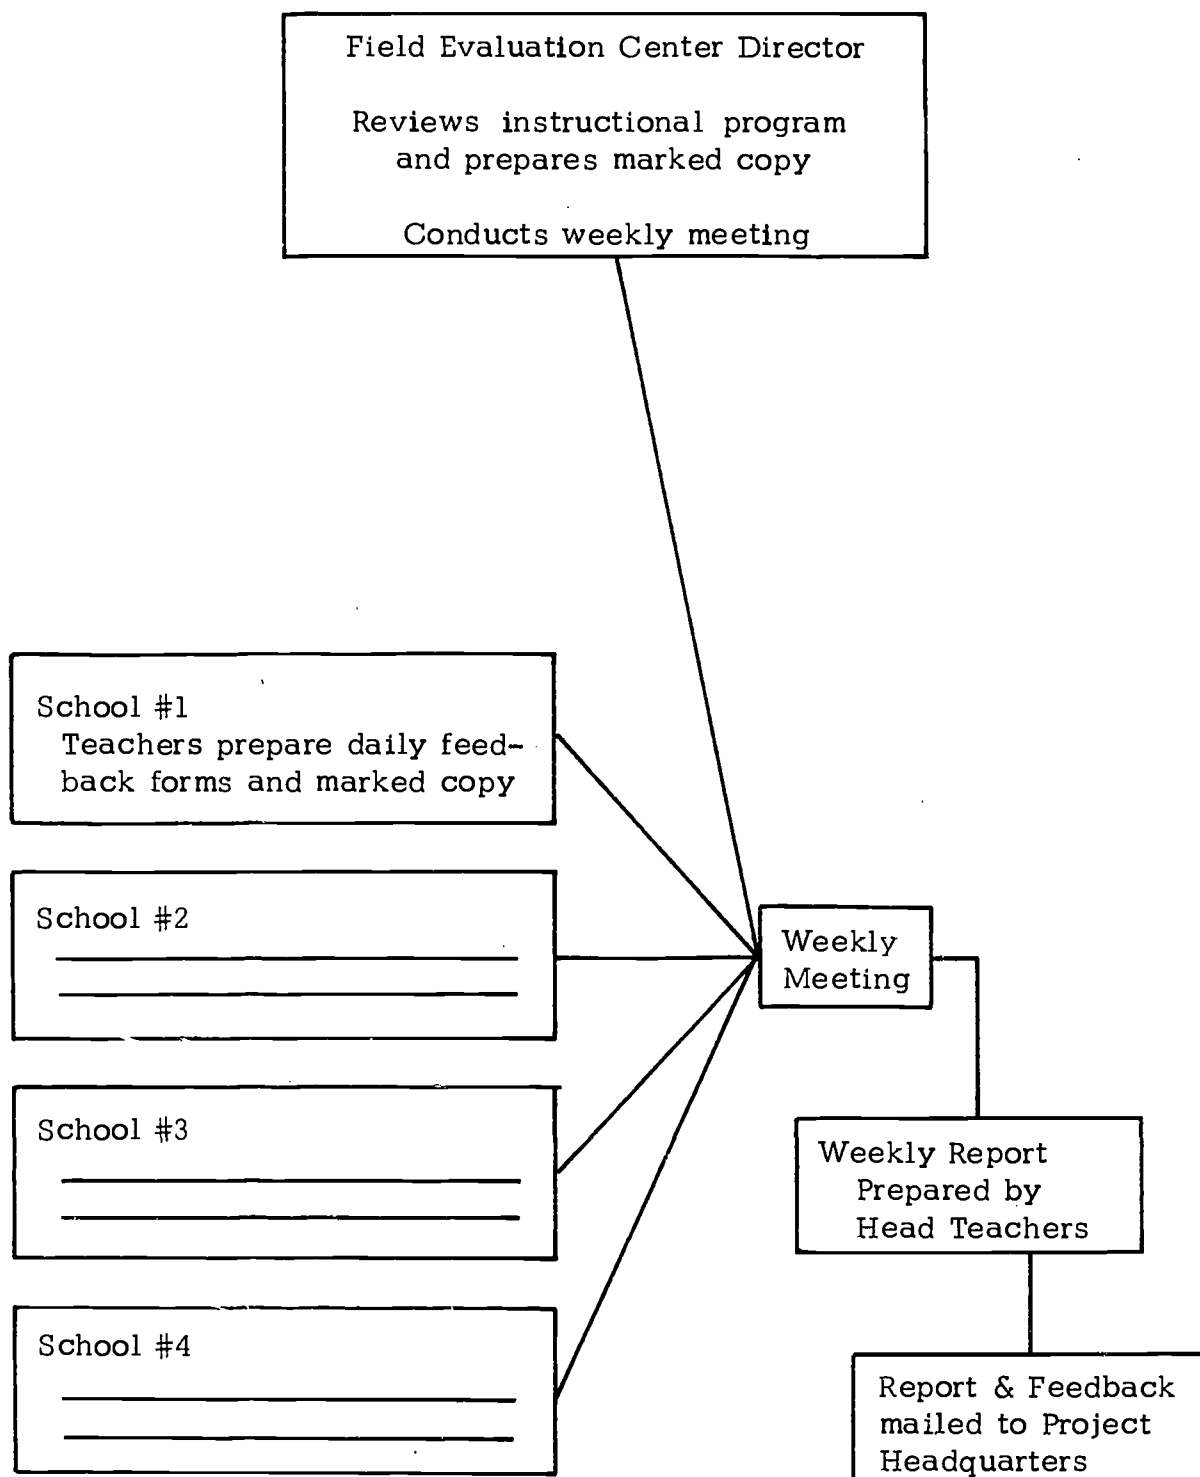 Field Evaluation Center Director
Reviews instructional program
and prepares marked copy
Conducts weekly meeting
School #1
Teachers prepare daily feed-
back forms and marked copy
School #2
School #3
School #4
Weekly
Meeting
Weekly Report
Prepared by
Head Teachers
Report & Feedback
mailed to Project
Headquarters